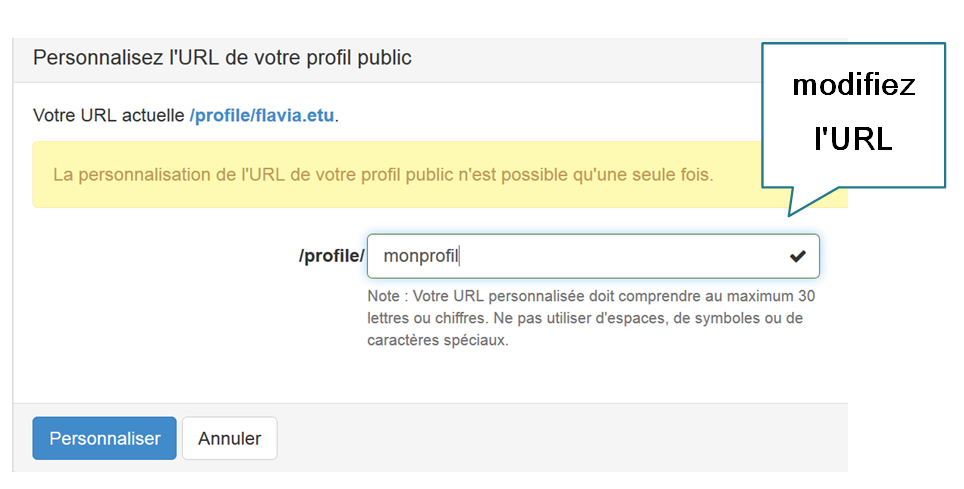 Personnalisez l'URL de votre profil public
modifiez
l'URL
Votre URL actuelle /profile/flavia.etu.
La personnalisation de l'URL de votre profil public n'est possible qu'une seule fois.
/profile/ monprofil
Note : Votre URL personnalisée doit comprendre au maximum 30
lettres ou chiffres. Ne pas utiliser d'espaces, de symboles ou de
caractères spéciaux.
Personnaliser Annuler